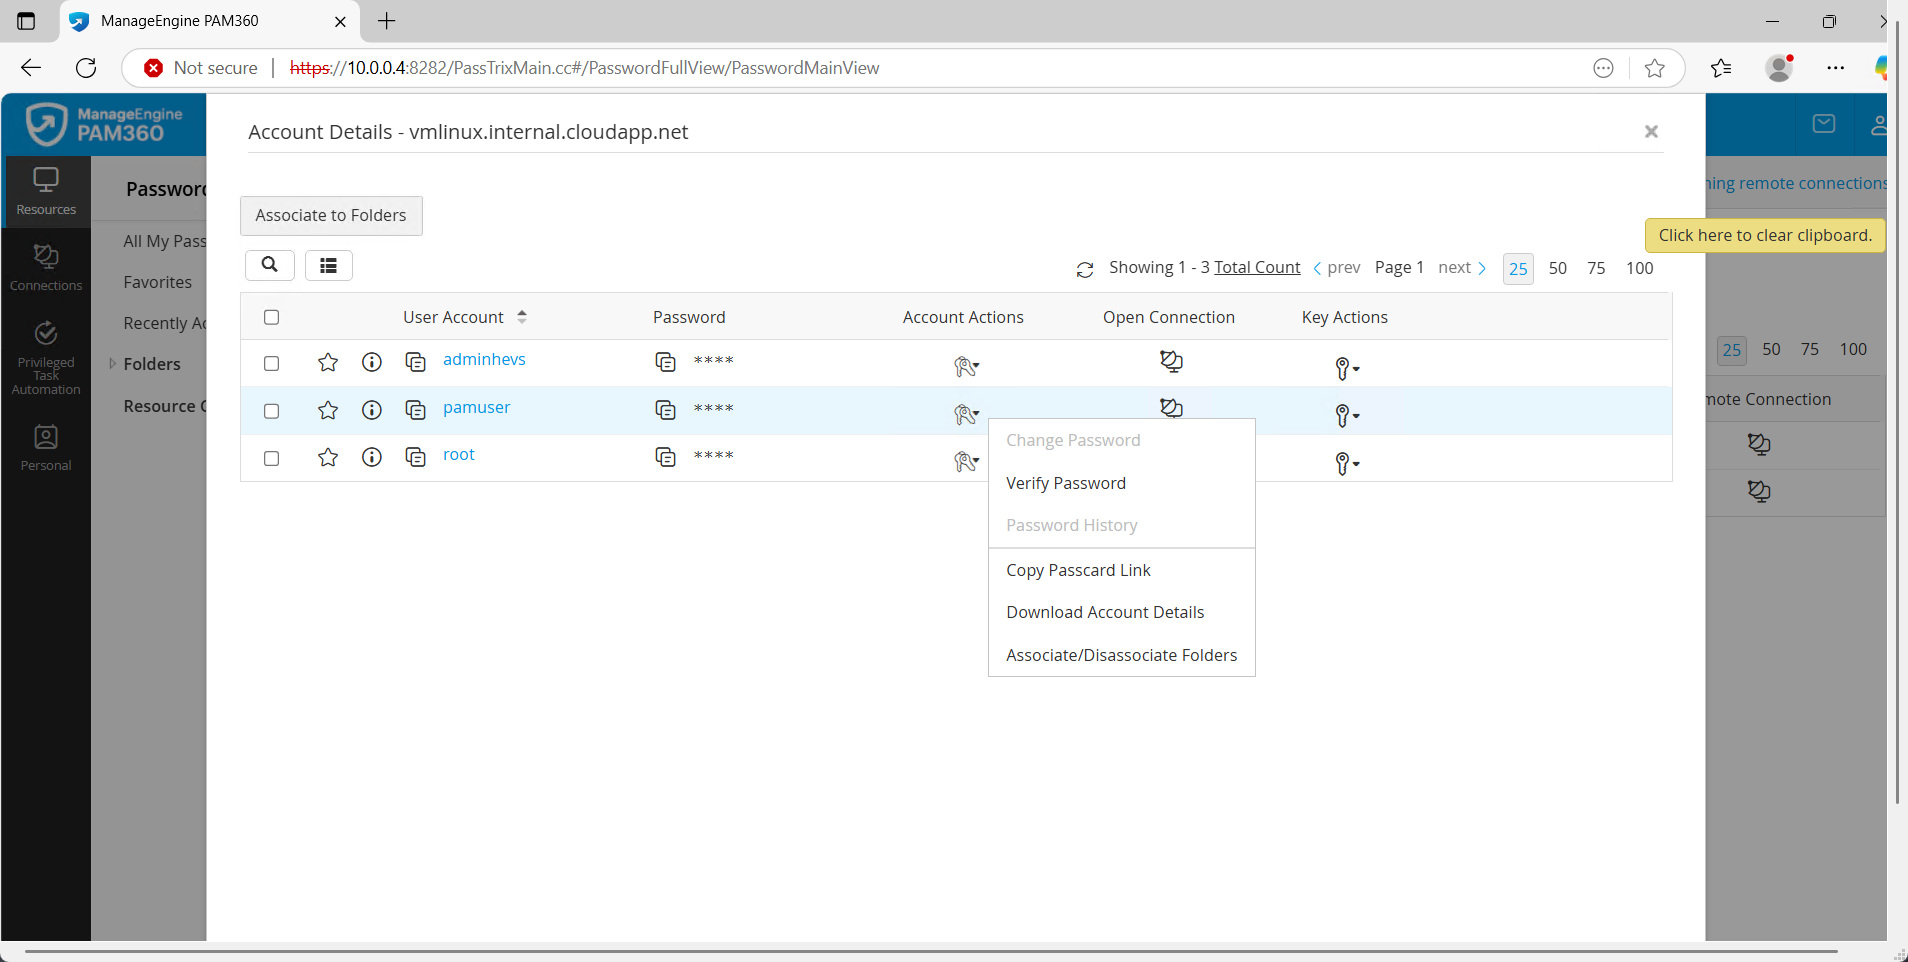 ManageEngine PAM360
Not secure
https://10.0.0.4:8282/PassTrixMain.cc#/PasswordFullView/PasswordMainView
ManageEngine
PAM360
Account Details - vmlinux.internal.cloudapp.net
Resources
Connections
Privileged
Task
Automation
Personal
Password
All My Pass
Favorites
Recently Ac
Folders
Resource G
remote connections
Click here to clear clipboard.
Associate to Folders
Showing 1 - 3 Total Count prev Page 1 next 25 50 75 100
User Account Password Account Actions Open Connection Key Actions
adminhevs ****
pamuser ****
root ****
Change Password
Verify Password
Password History
Copy Passcard Link
Download Account Details
Associate/Disassociate Folders
25 50 75 100
Connection